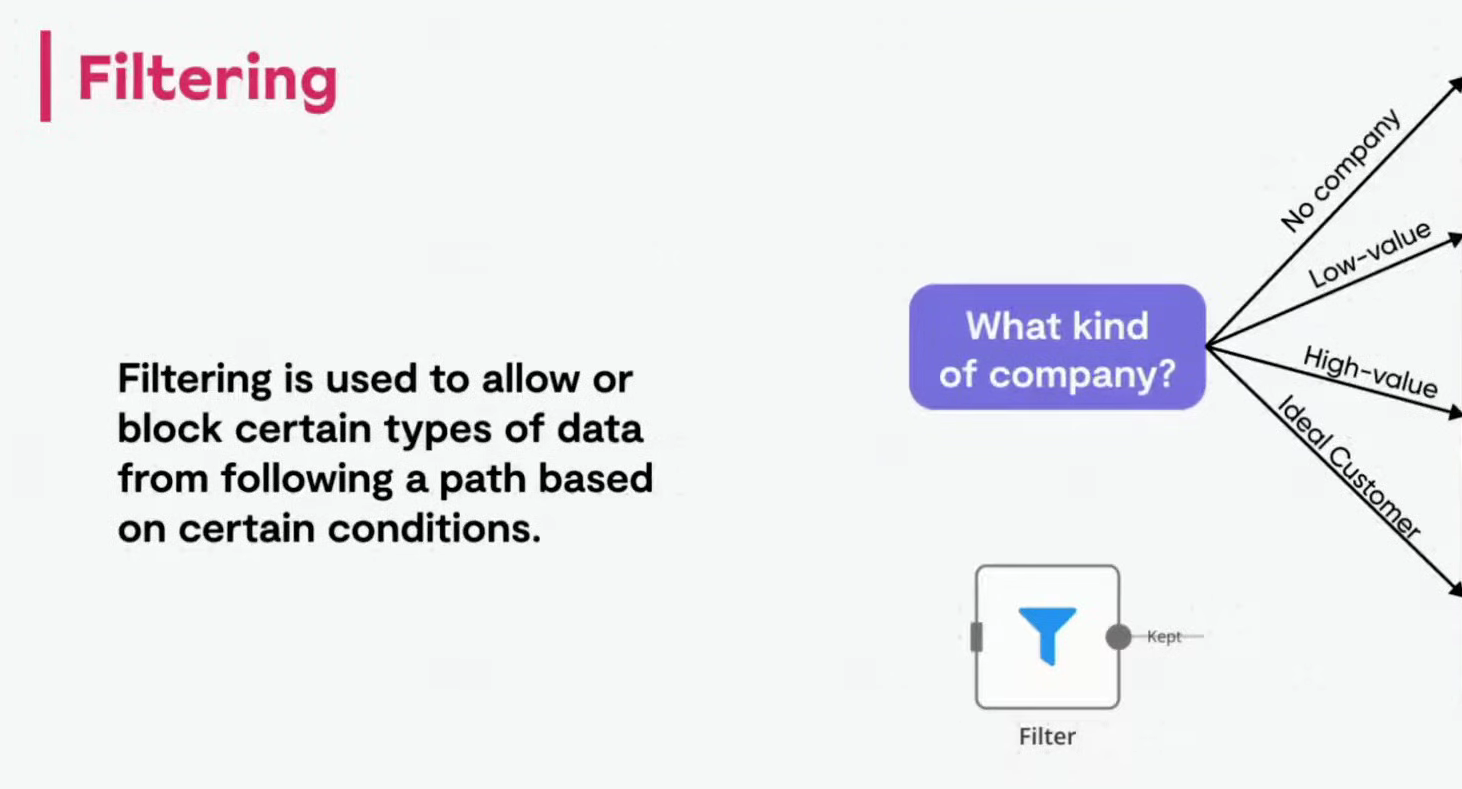 Filtering
Filtering is used to allow or
block certain types of data
from following a path based
on certain conditions.
What kind
of company?
No company
Low-value
High-value
Ideal Customer
Kept
Filter